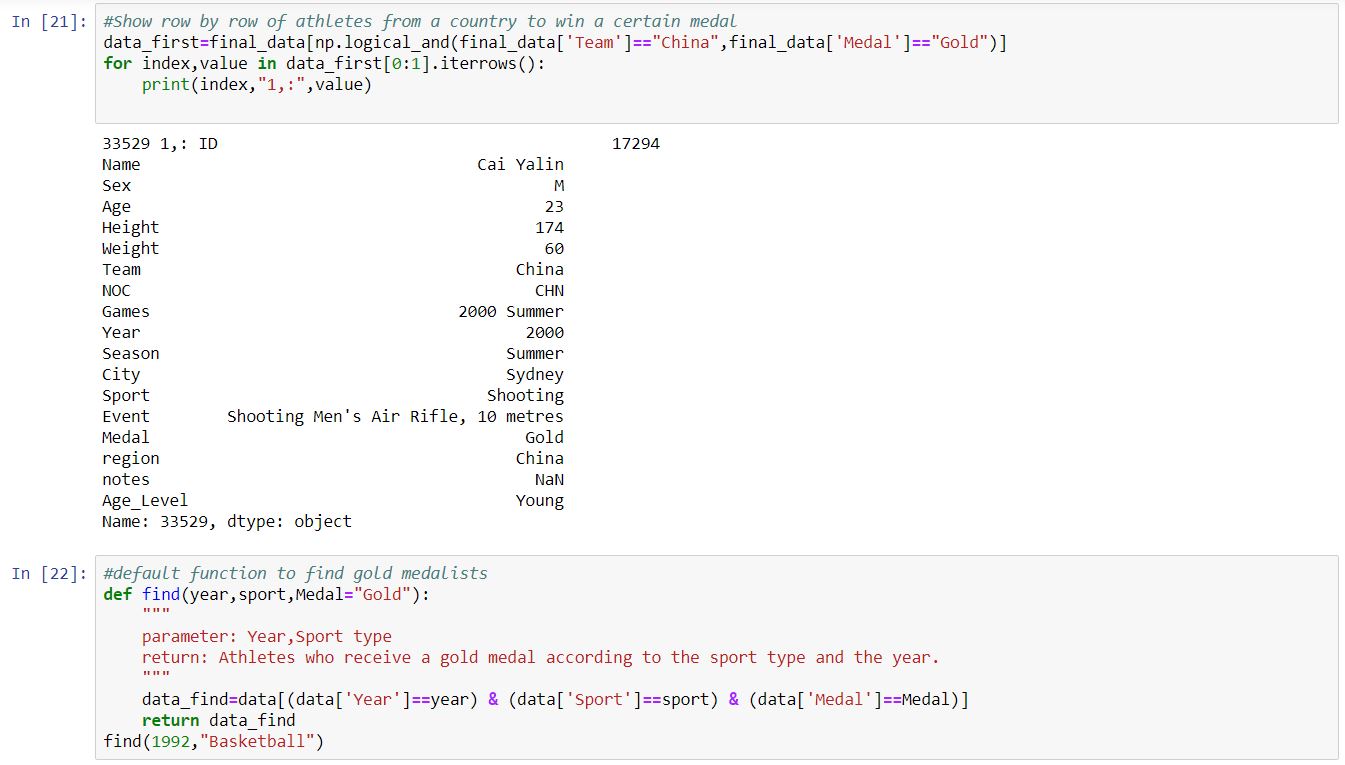 In [21]: #Show row by row of athletes from a country to win a certain medal
data_first=final_data[np.logical_and(final_data['Team']=="China",final_data['Medal']=="Gold")]
for index,value in data_first[0:1].iterrows():
    print(index,"1,:",value)
33529 1,: ID                                         17294
Name                                   Cai Yalin
Sex                                            M
Age                                           23
Height                                       174
Weight                                        60
Team                                       China
NOC                                          CHN
Games                                2000 Summer
Year                                        2000
Season                                    Summer
City                                      Sydney
Sport                                   Shooting
Event        Shooting Men's Air Rifle, 10 metres
Medal                                       Gold
region                                     China
notes                                        NaN
Age_Level                                  Young
Name: 33529, dtype: object
In [22]: #default function to find gold medalists
def find(year,sport,Medal="Gold"):
    """
    parameter: Year,Sport type
    return: Athletes who receive a gold medal according to the sport type and the year.
    """
    data_find=data[(data['Year']==year) & (data['Sport']==sport) & (data['Medal']==Medal)]
    return data_find
find(1992,"Basketball")